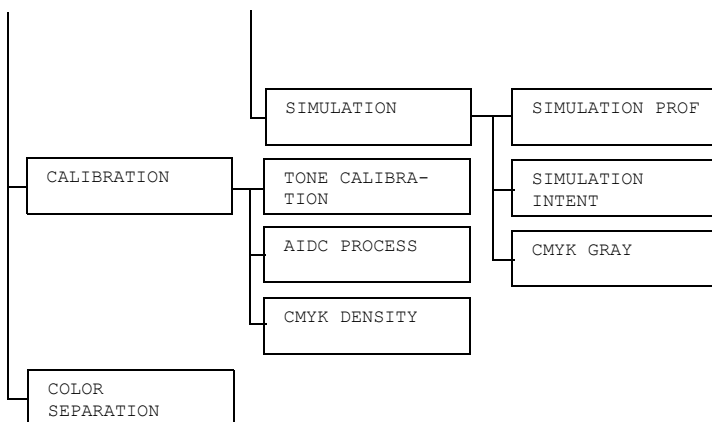 SIMULATION
SIMULATION PROF
CALIBRATION
TONE CALIBRA-
TION
SIMULATION
INTENT
AIDC PROCESS
CMYK GRAY
CMYK DENSITY
COLOR
SEPARATION